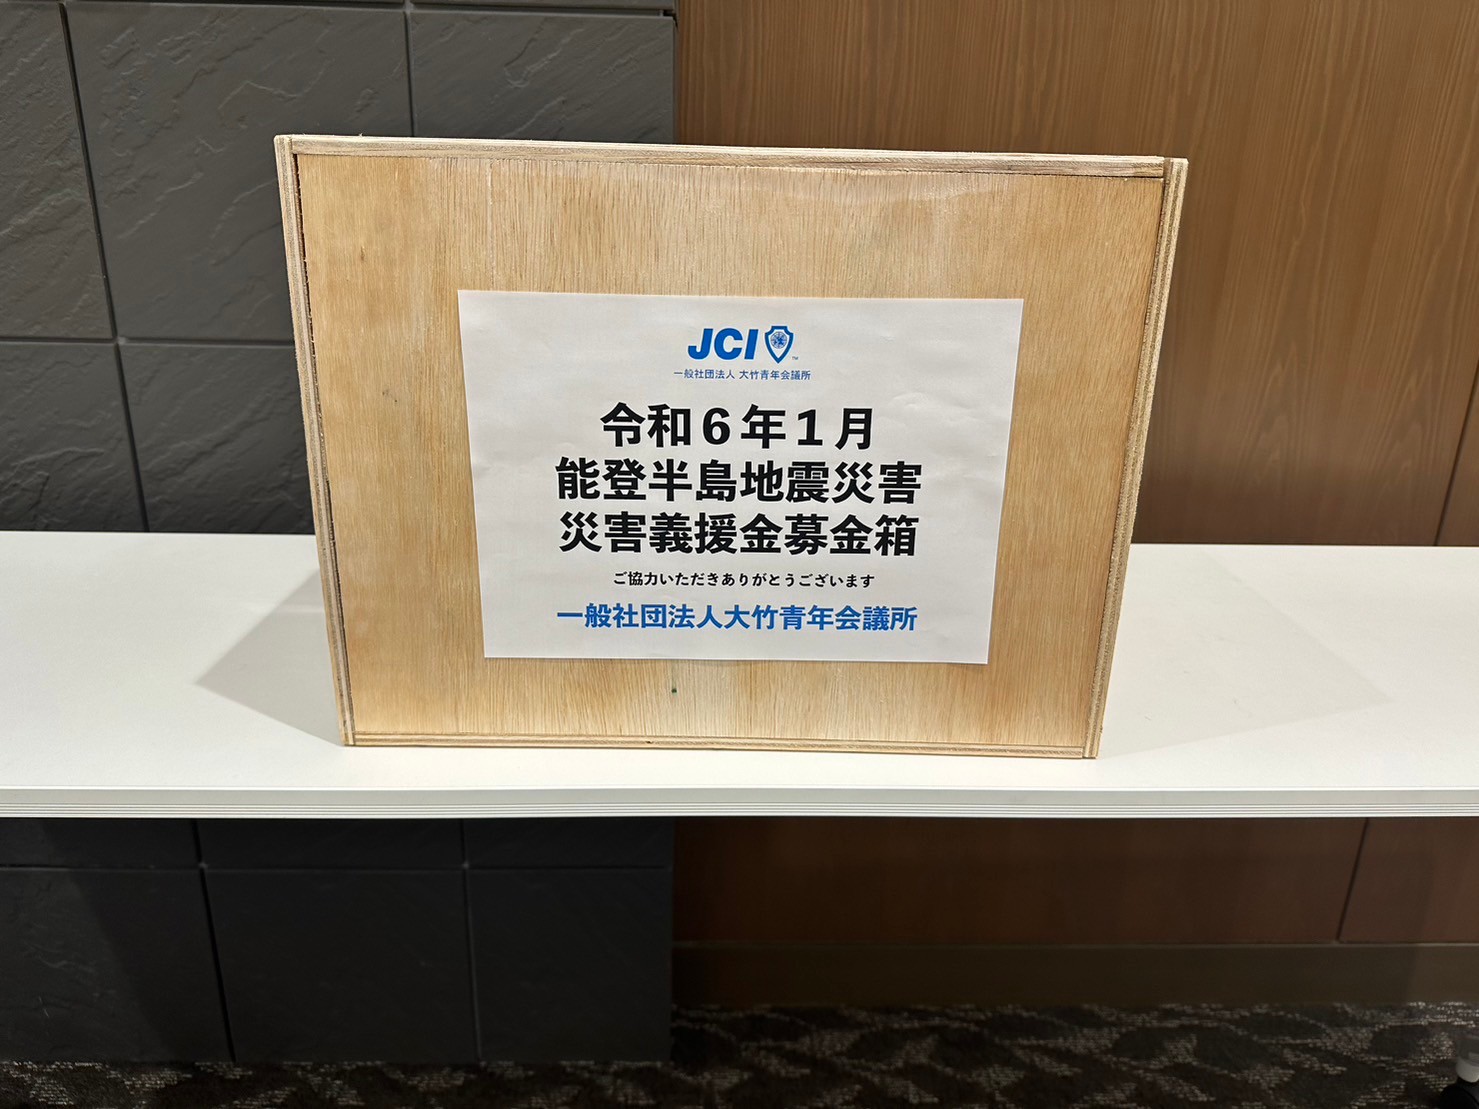 JCI
一般社団法人 大竹青年会議所
令和６年１月
能登半島地震災害
災害義援金募金箱
ご協力いただきありがとうございます
一般社団法人大竹青年会議所